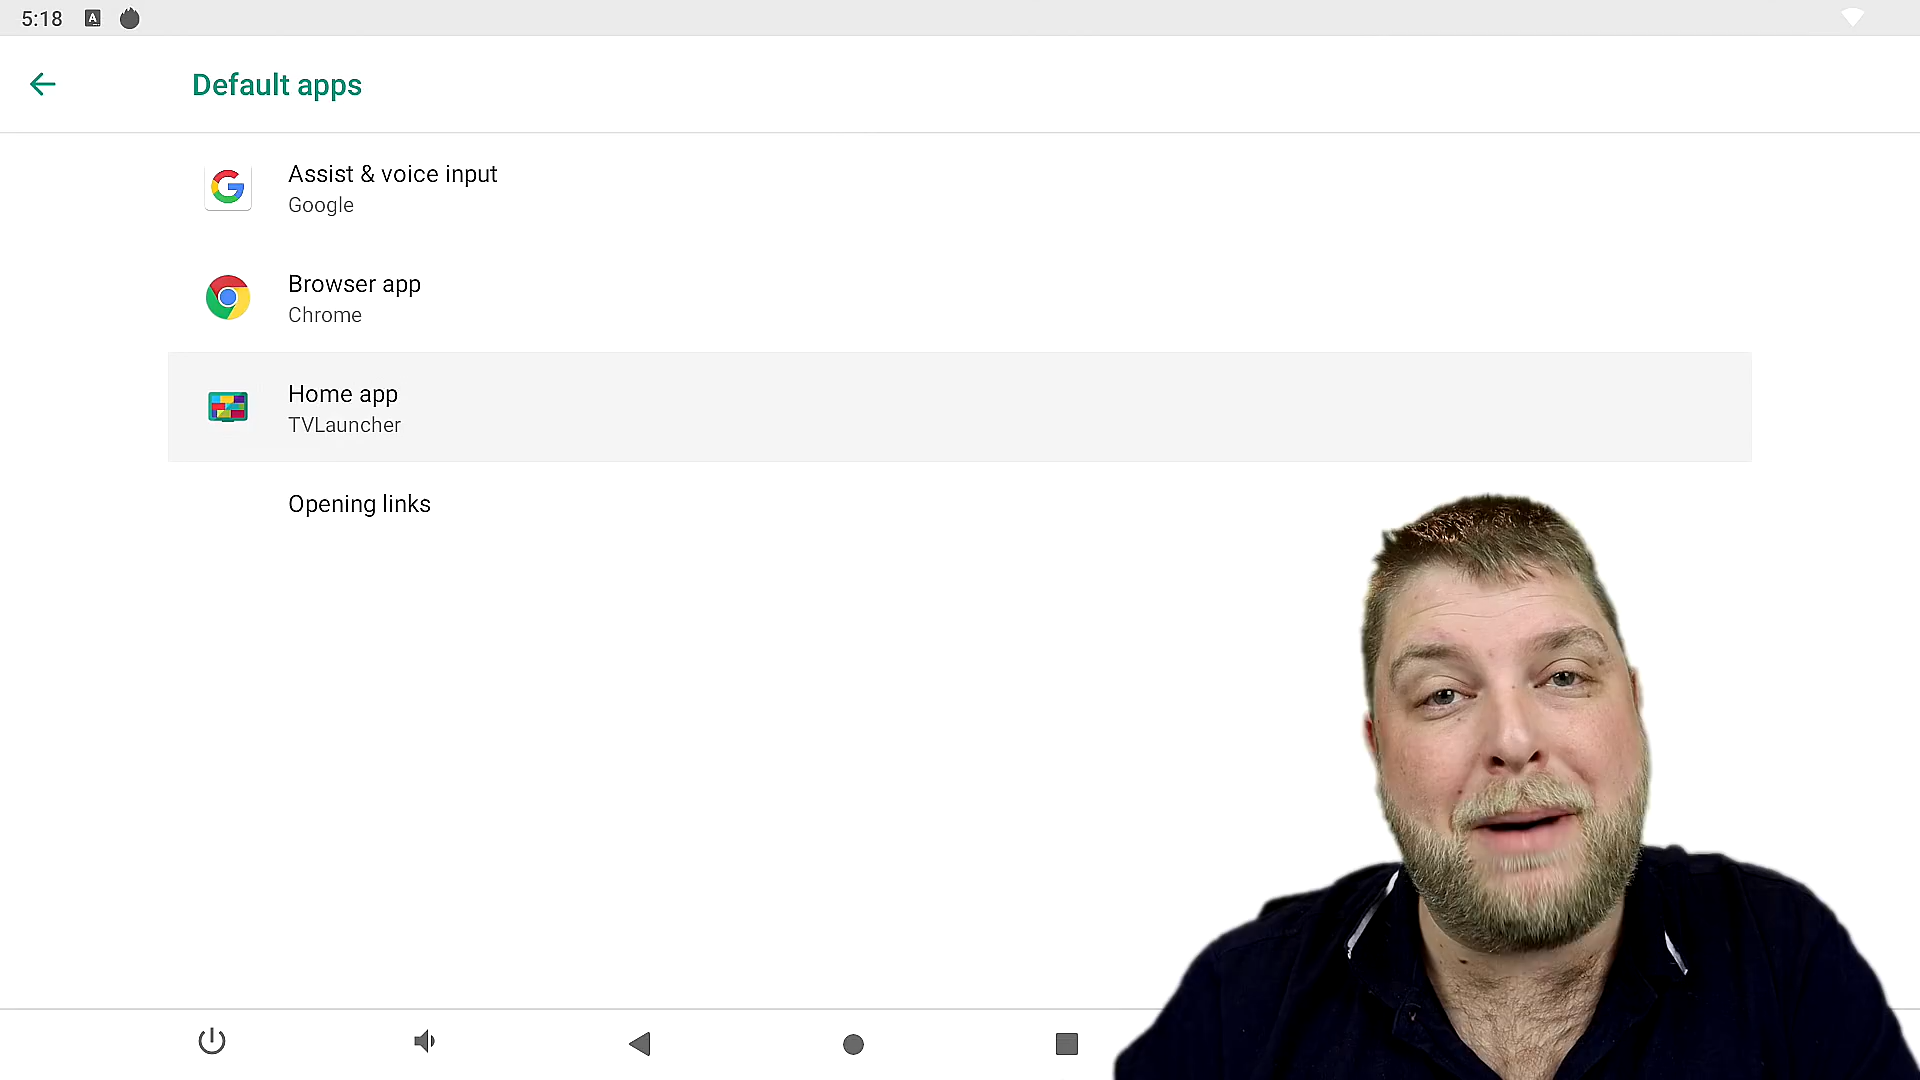 5:18
A
Default apps
Assist & voice input
Google
Browser app
Chrome
Home app
TVLauncher
Opening links